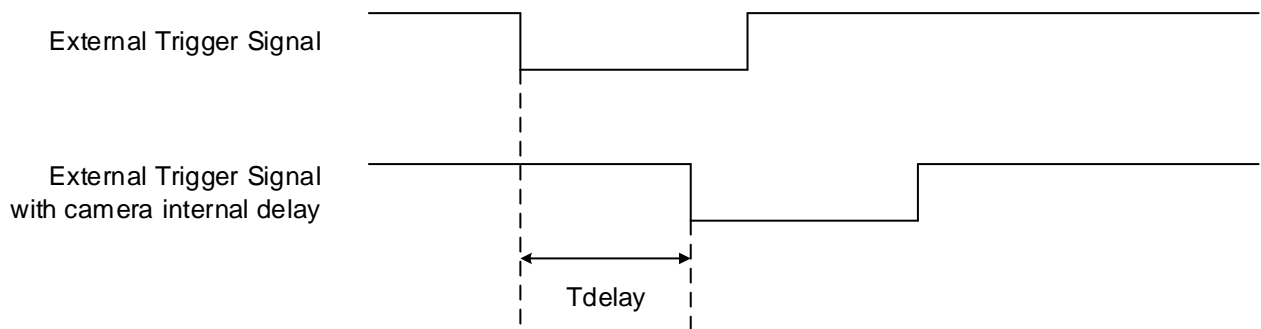 External Trigger Signal
External Trigger Signal
with camera internal delay
Tdelay